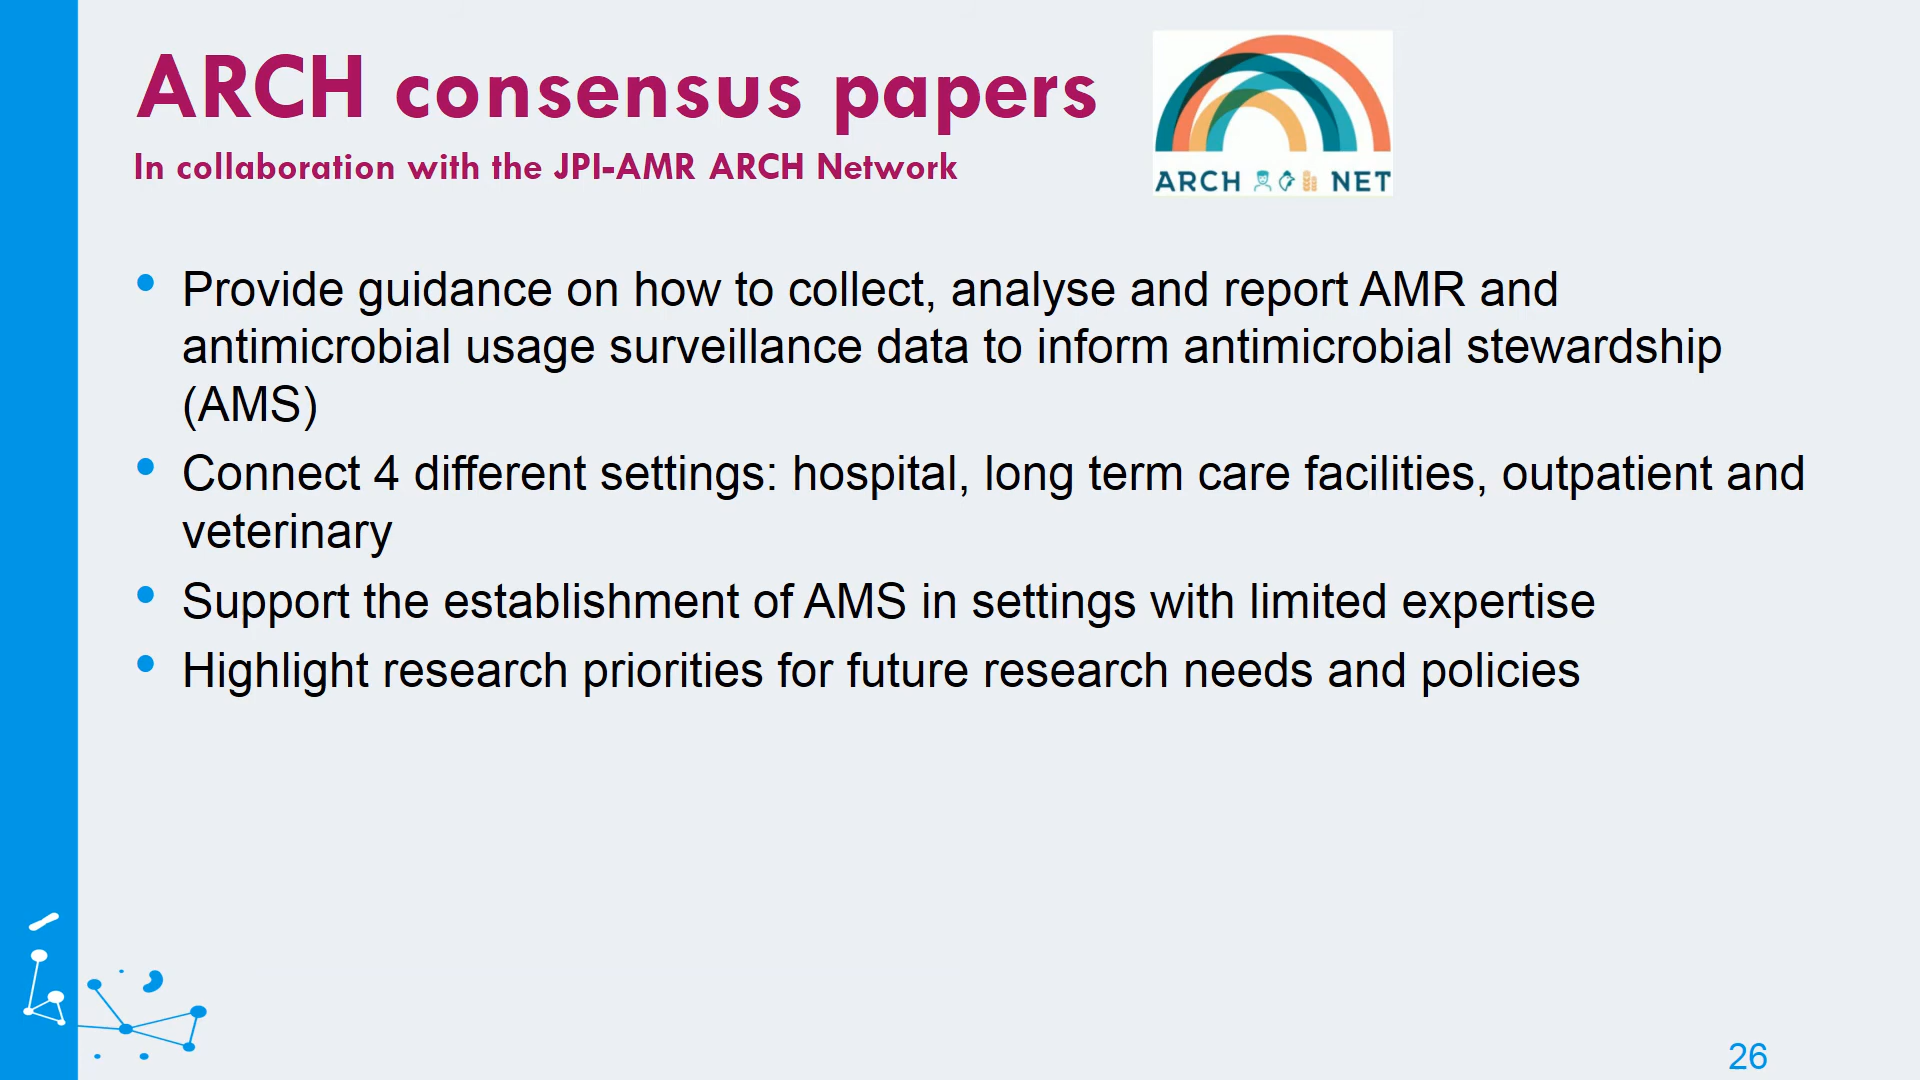 ARCH consensus papers
In collaboration with the JPI-AMR ARCH Network
ARCH NET
• Provide guidance on how to collect, analyse and report AMR and
antimicrobial usage surveillance data to inform antimicrobial stewardship
(AMS)
• Connect 4 different settings: hospital, long term care facilities, outpatient and
veterinary
• Support the establishment of AMS in settings with limited expertise
• Highlight research priorities for future research needs and policies
26